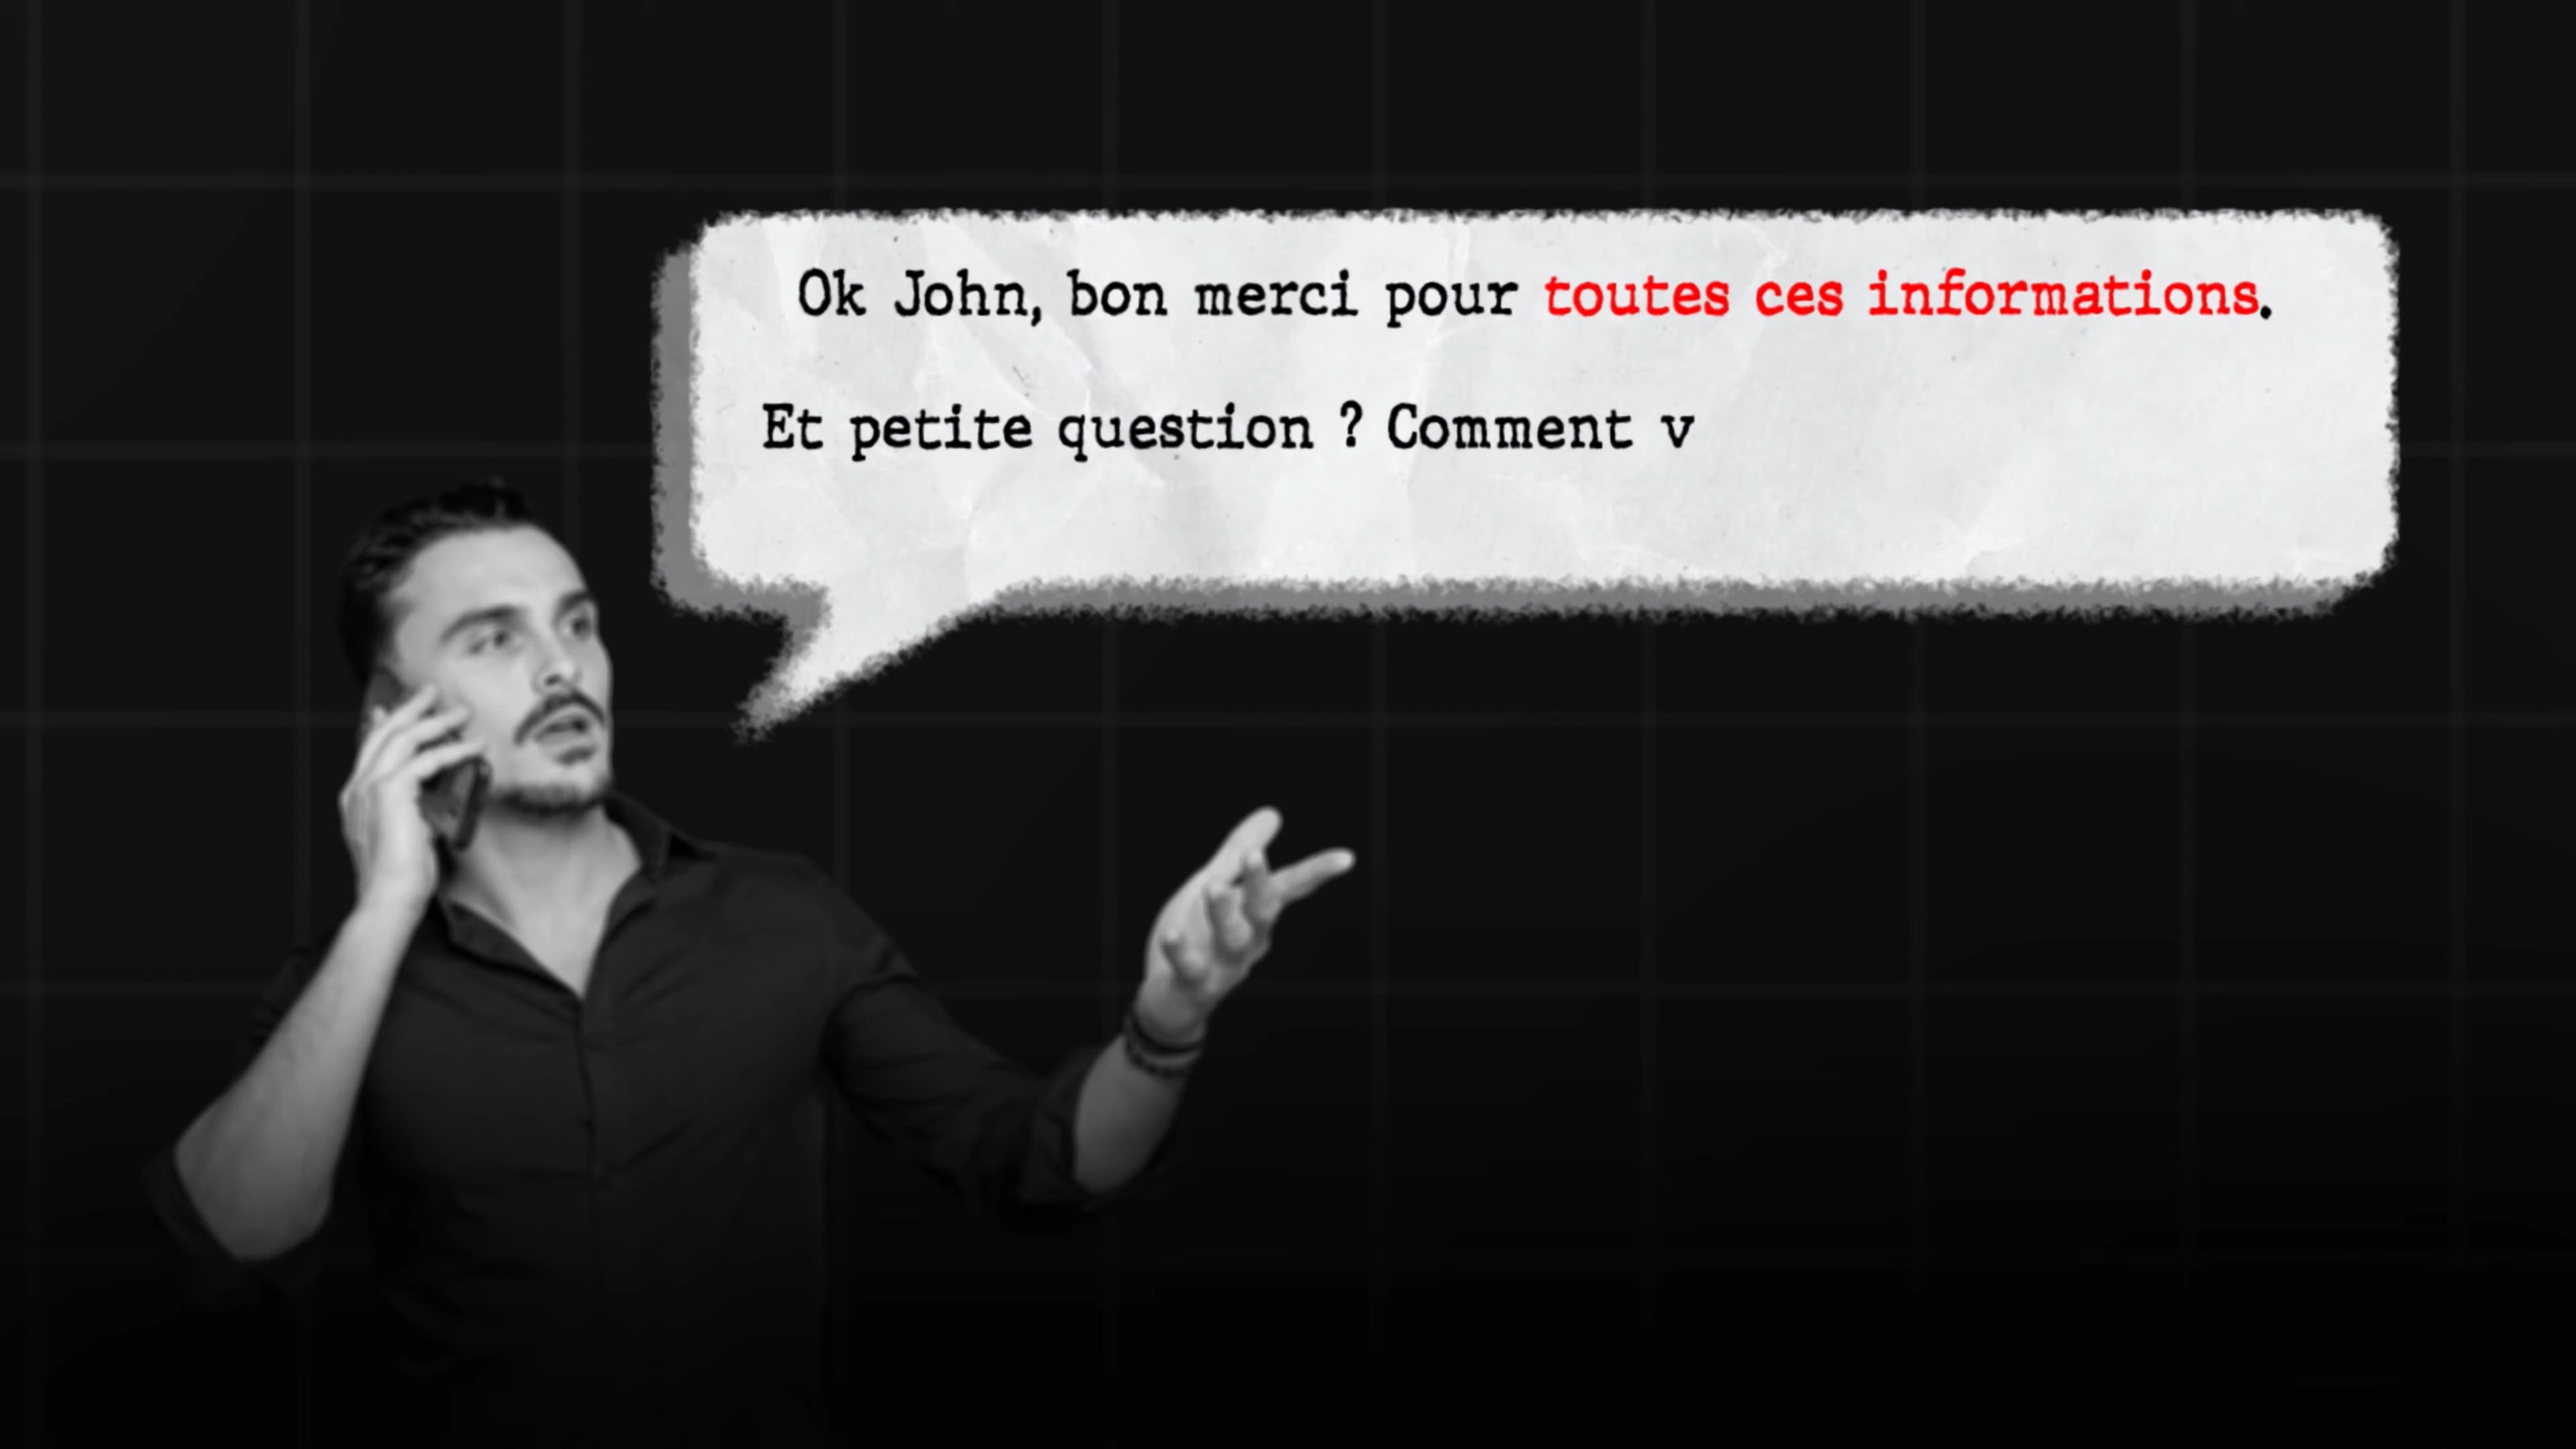 Ok John, bon merci pour toutes ces informations.
Et petite question ? Comment v